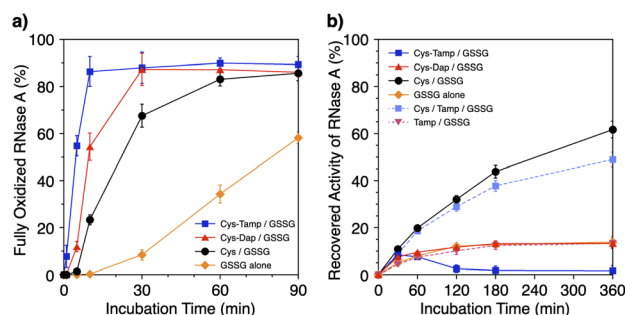 a)
Fully Oxidized RNase A (%)
100
80
60
40
20
0
Cys-Tamp / GSSG
Cys-Dap / GSSG
Cys / GSSG
GSSG alone
0 30 60 90
Incubation Time (min)
b)
Recovered Activity of RNase A (%)
100
80
60
40
20
0
Cys-Tamp / GSSG
Cys-Dap / GSSG
Cys / GSSG
GSSG alone
Cys / Tamp / GSSG
Tamp / GSSG
0 60 120 180 240 300 360
Incubation Time (min)